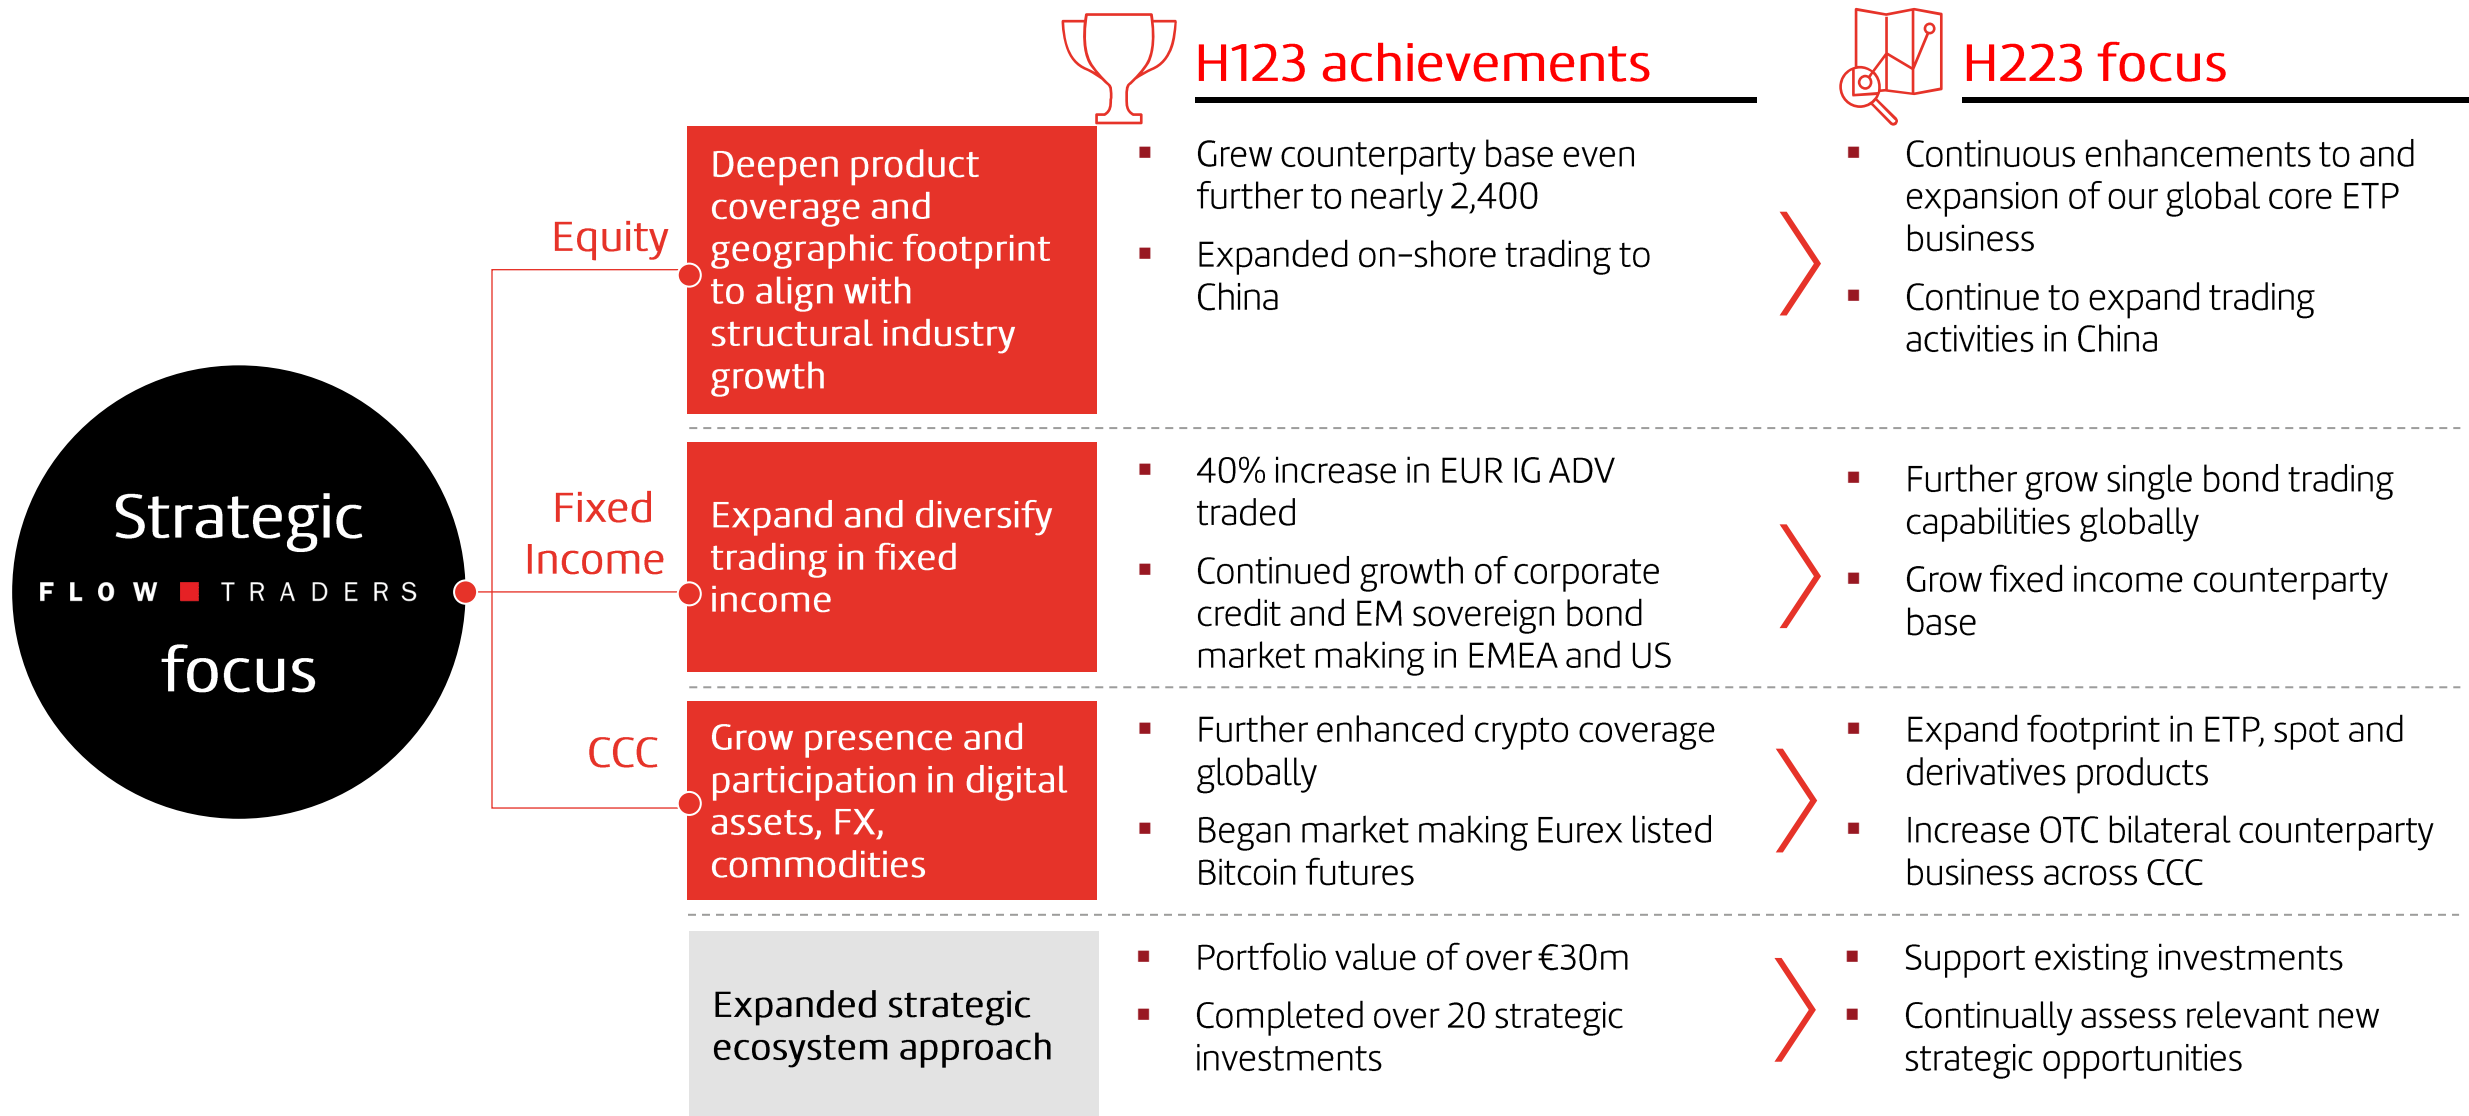 Strategic
FLOW TRADERS
focus
H123 achievements
H223 focus
Equity
Deepen product
coverage and
geographic footprint
to align with
structural industry
growth
▪ Grew counterparty base even
further to nearly 2,400
▪ Expanded on-shore trading to
China
▪ Continuous enhancements to and
expansion of our global core ETP
business
▪ Continue to expand trading
activities in China
Fixed
Income
Expand and diversify
trading in fixed
income
▪ 40% increase in EUR IG ADV
traded
▪ Continued growth of corporate
credit and EM sovereign bond
market making in EMEA and US
▪ Further grow single bond trading
capabilities globally
▪ Grow fixed income counterparty
base
CCC
Grow presence and
participation in digital
assets, FX,
commodities
▪ Further enhanced crypto coverage
globally
▪ Began market making Eurex listed
Bitcoin futures
▪ Expand footprint in ETP, spot and
derivatives products
▪ Increase OTC bilateral counterparty
business across CCC
Expanded strategic
ecosystem approach
▪ Portfolio value of over €30m
▪ Completed over 20 strategic
investments
▪ Support existing investments
▪ Continually assess relevant new
strategic opportunities